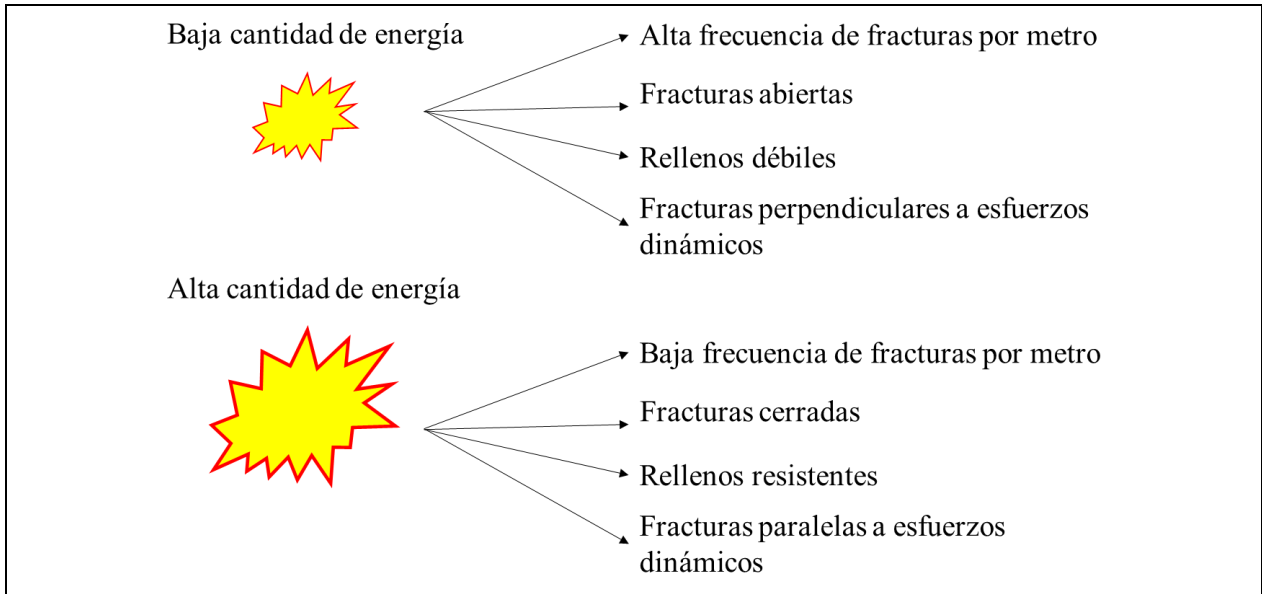 Baja cantidad de energía
Alta frecuencia de fracturas por metro
Fracturas abiertas
Rellenos débiles
Fracturas perpendiculares a esfuerzos
dinámicos
Alta cantidad de energía
Baja frecuencia de fracturas por metro
Fracturas cerradas
Rellenos resistentes
Fracturas paralelas a esfuerzos
dinámicos